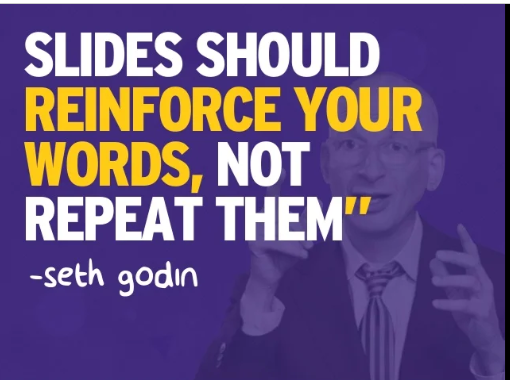 SLIDES SHOULD
REINFORCE YOUR
WORDS, NOT
REPEAT THEM"
-seth godin